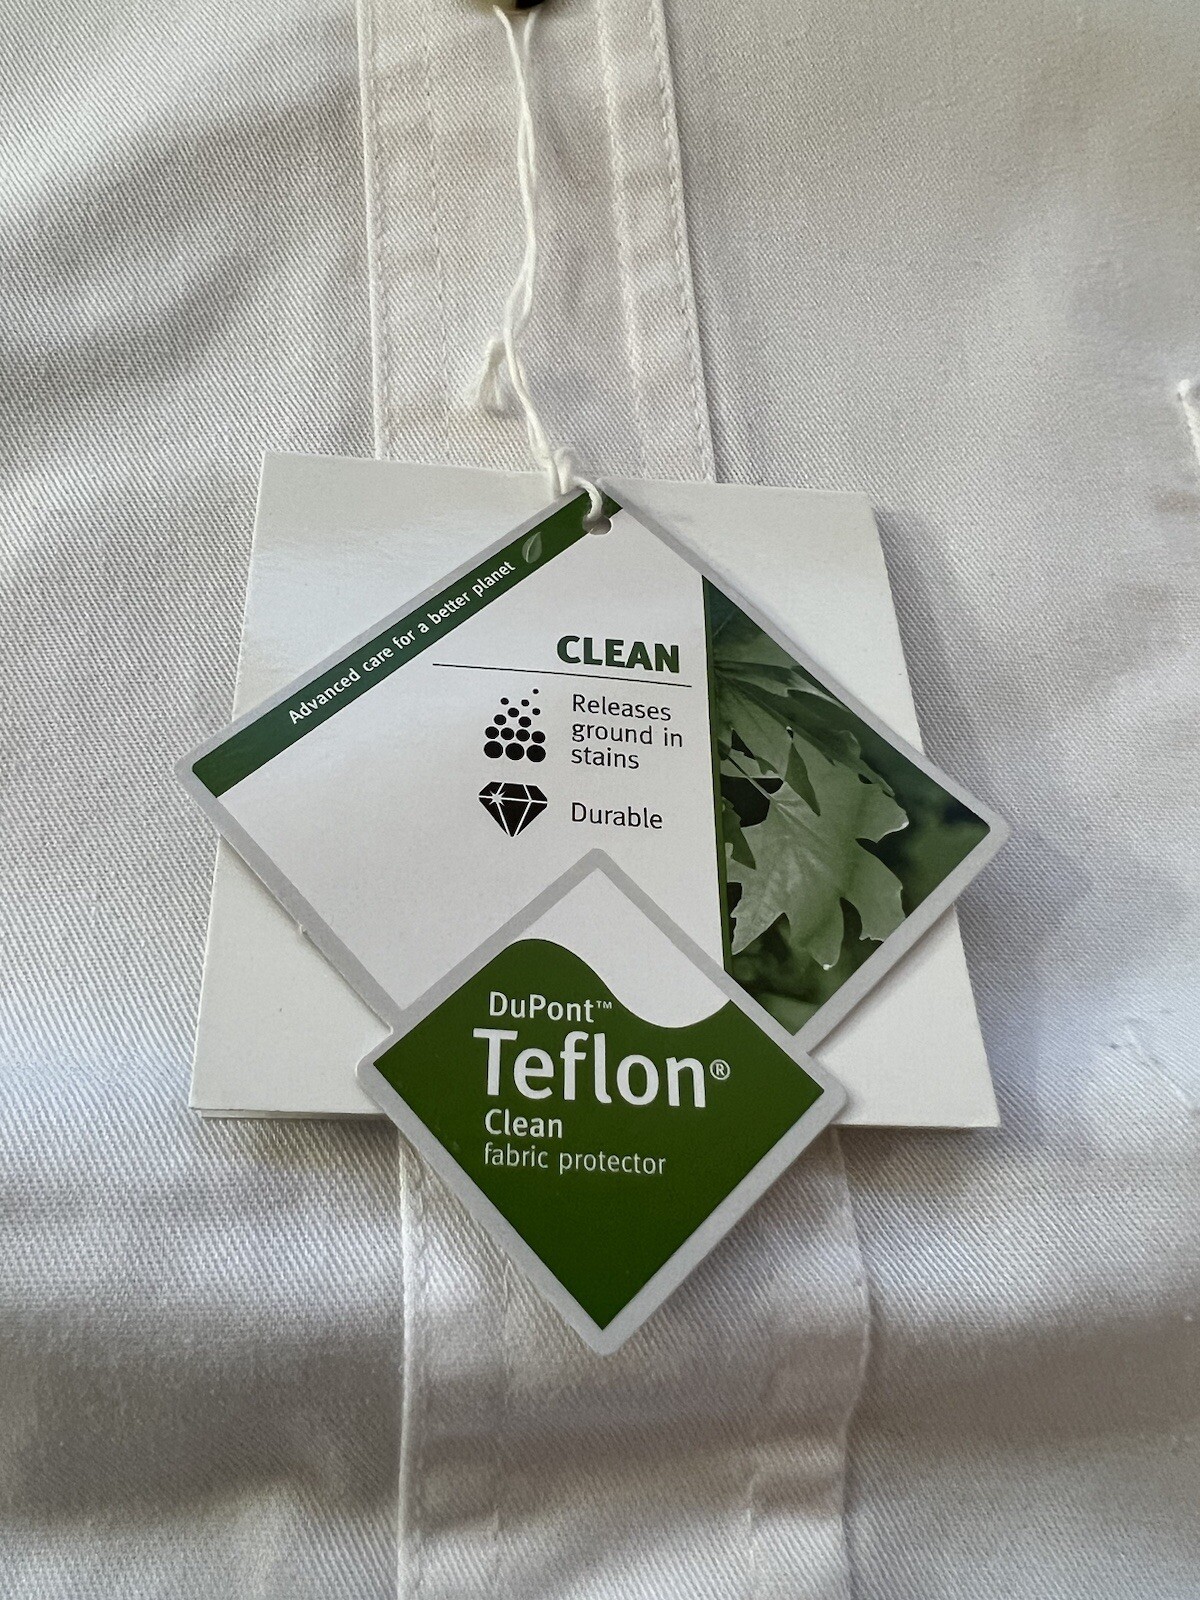 Advanced care for a better planet
CLEAN
Releases
ground in
stains
Durable
DuPont™
Teflon®
Clean
fabric protector